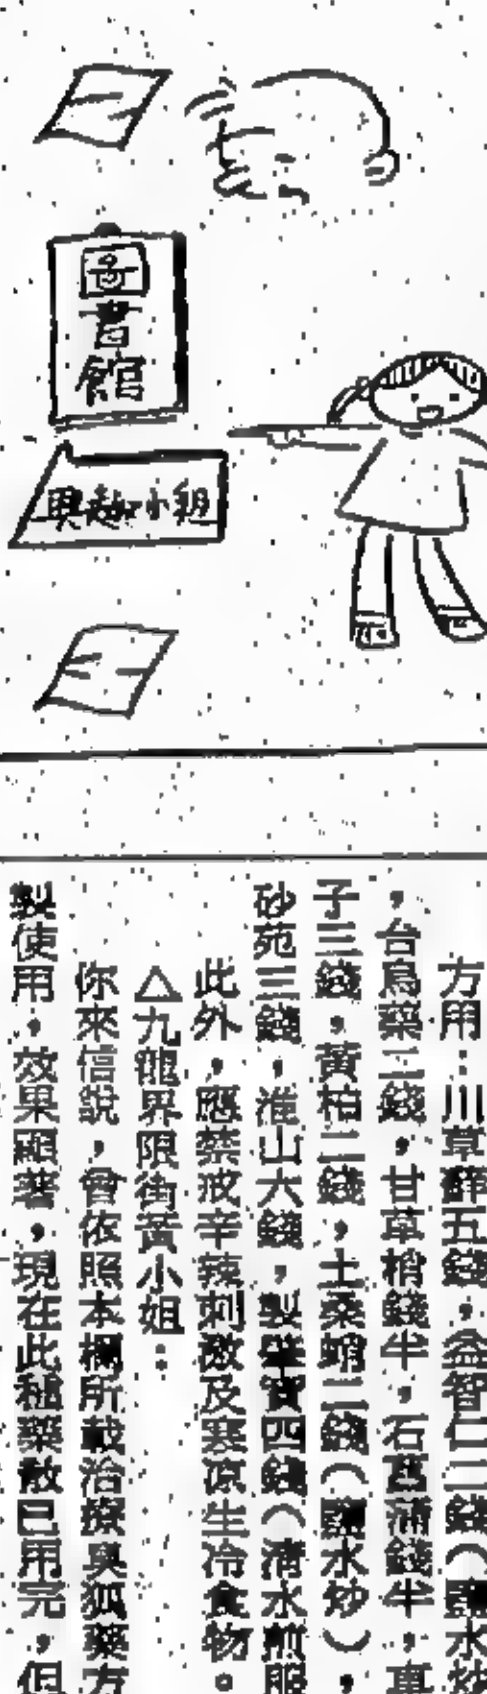 圖書館
興趣小組
方用：川萆薢五錢，益智仁二錢（鹽水炒
，台烏藥二錢，甘草梢錢半，石菖蒲錢半，車
子三錢，黃柏二錢，土桑蛸二錢（鹽水炒），
砂苑三錢，淮山六錢，製肇實四錢（清水煎服
此外，應禁戒辛辣刺激及寒凉生冷食物。
△九龍界限街黃小姐：
你來信說，曾依照本欄所載治療臭狐藥方
製使用，效果顯著，現在此種藥散已用完，但